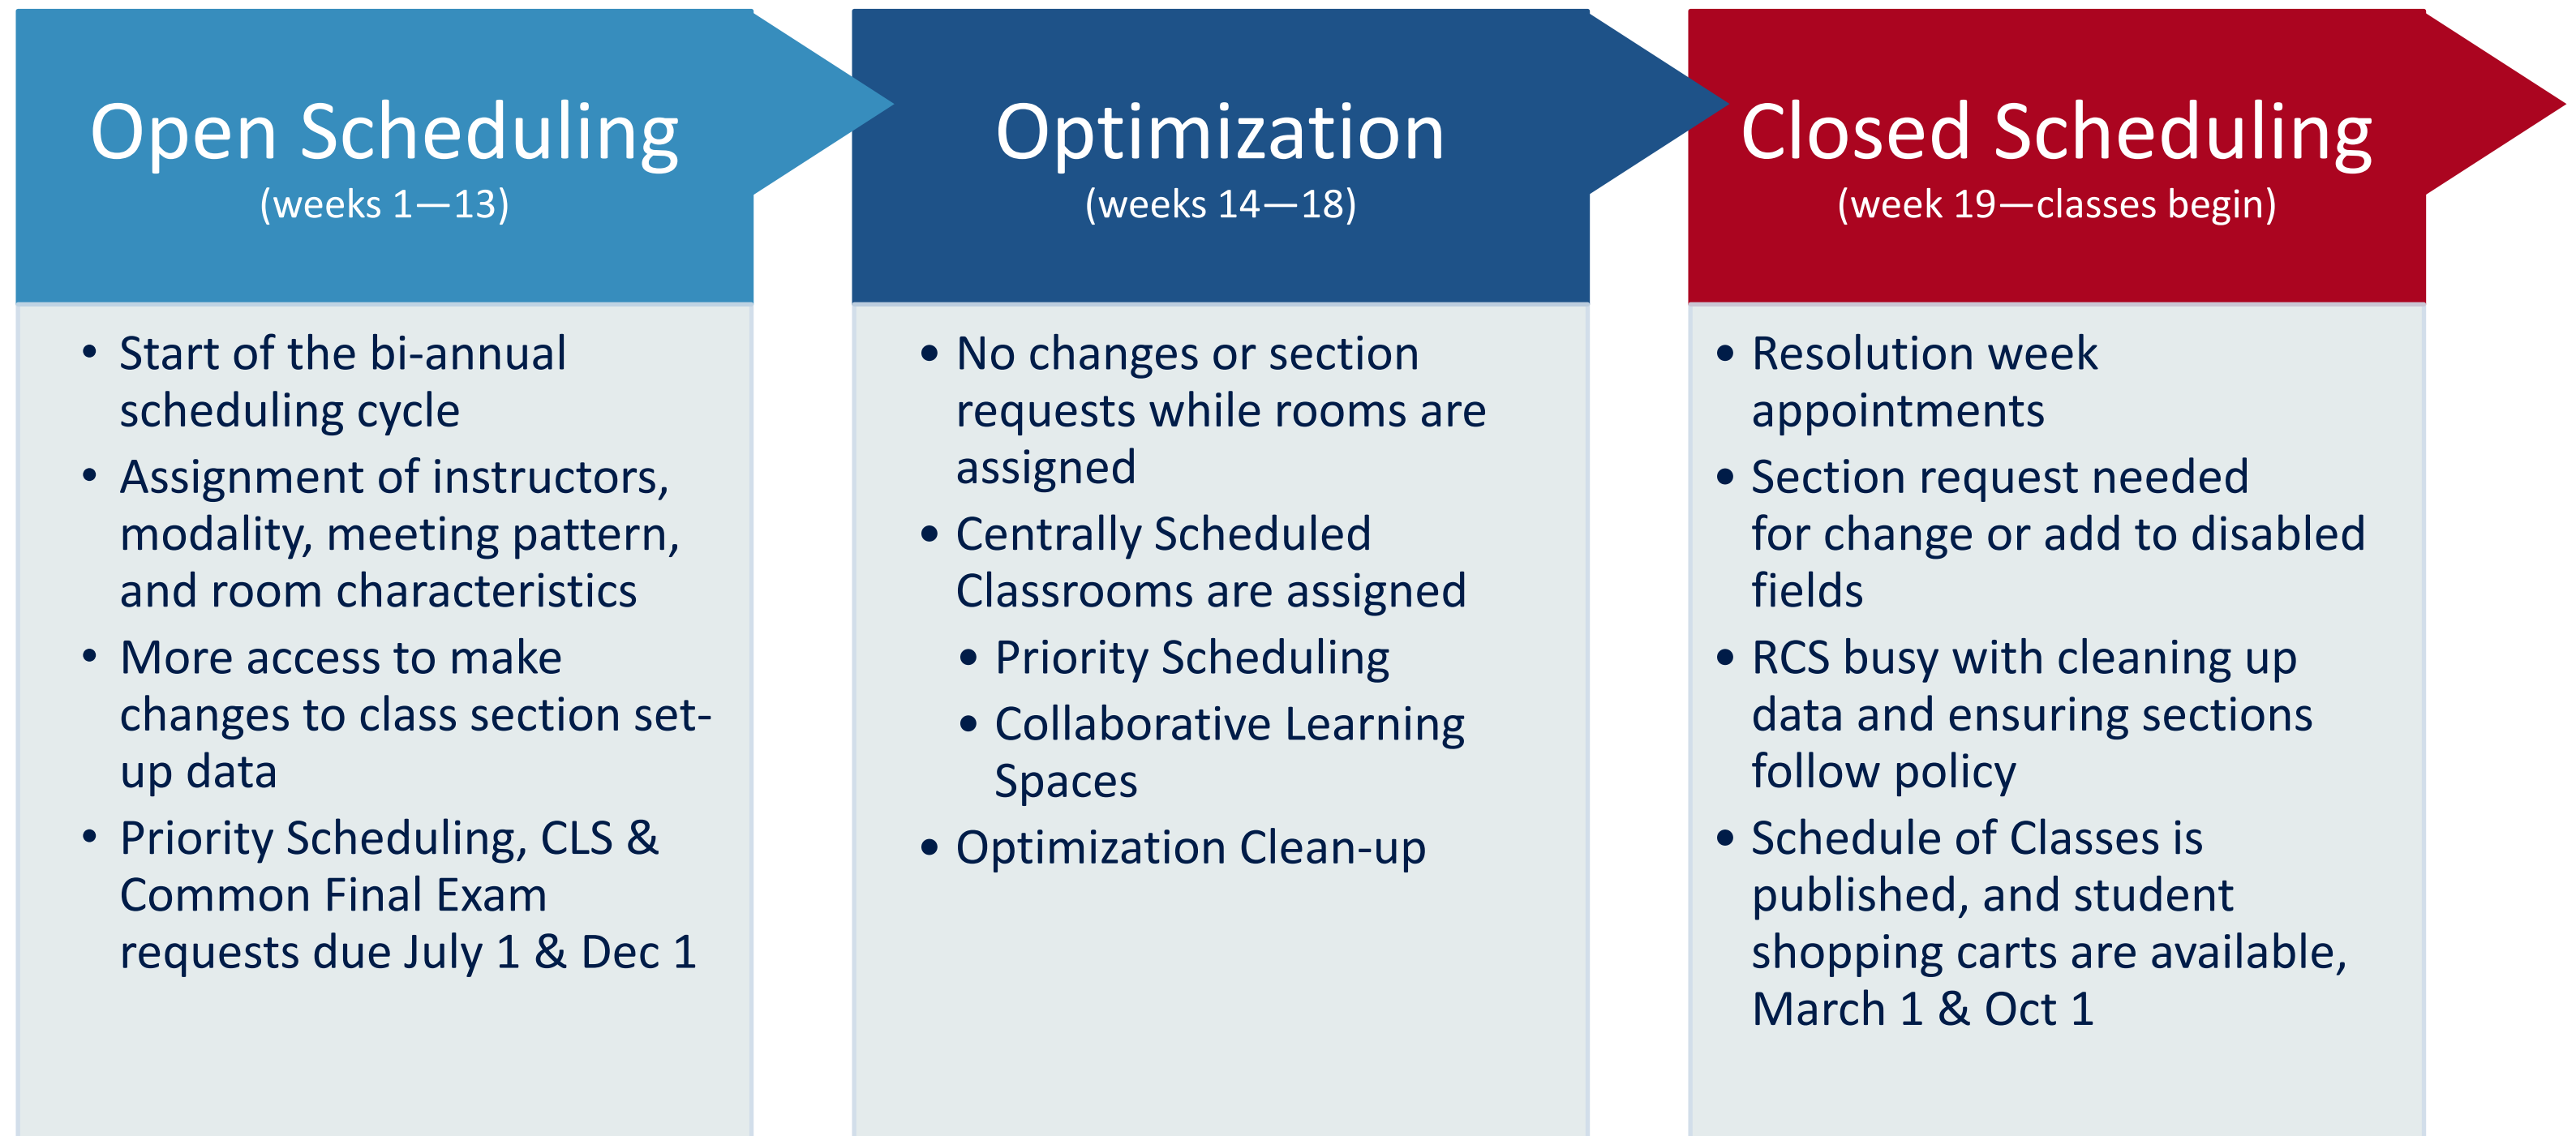 Open Scheduling
(weeks 1—13)
• Start of the bi-annual
scheduling cycle
• Assignment of instructors,
modality, meeting pattern,
and room characteristics
• More access to make
changes to class section set-
up data
• Priority Scheduling, CLS &
Common Final Exam
requests due July 1 & Dec 1
Optimization
(weeks 14—18)
• No changes or section
requests while rooms are
assigned
• Centrally Scheduled
Classrooms are assigned
• Priority Scheduling
• Collaborative Learning
Spaces
• Optimization Clean-up
Closed Scheduling
(week 19—classes begin)
• Resolution week
appointments
• Section request needed
for change or add to disabled
fields
• RCS busy with cleaning up
data and ensuring sections
follow policy
• Schedule of Classes is
published, and student
shopping carts are available,
March 1 & Oct 1